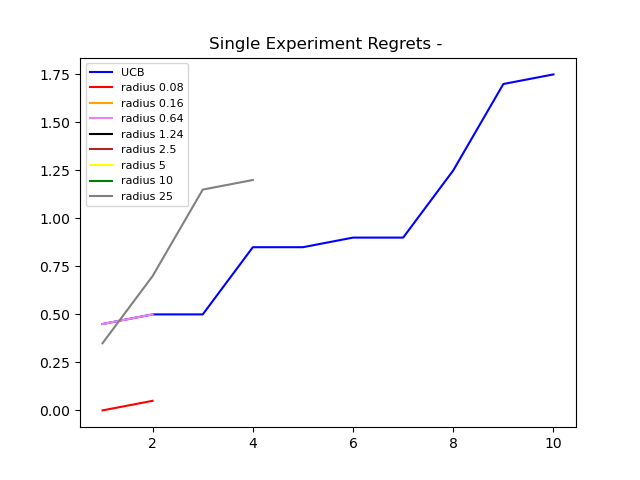 Single Experiment Regrets -
UCB
radius 0.08
radius 0.16
radius 0.64
radius 1.24
radius 2.5
radius 5
radius 10
radius 25
1.75
1.50
1.25
1.00
0.75
0.50
0.25
0.00
2
4
6
8
10